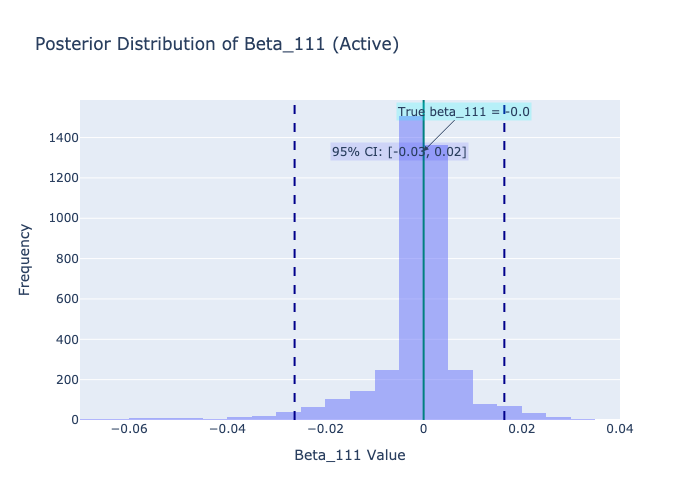 Posterior Distribution of Beta_111 (Active)
True beta_111 = -0.0
95% CI: [-0.03, 0.02]
1400
1200
1000
800
600
400
200
0
Frequency
−0.06
−0.04
−0.02
0
0.02
0.04
Beta_111 Value